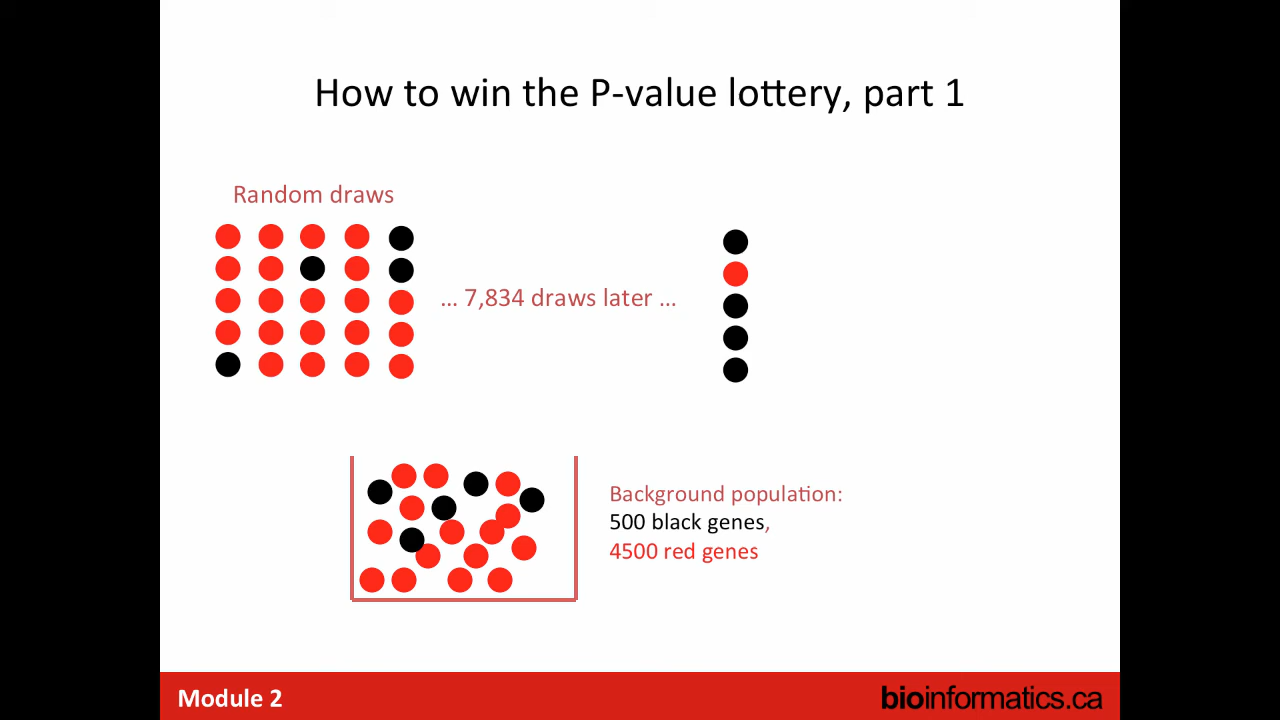 How to win the P-value lottery, part 1
Random draws
... 7,834 draws later ...
Background population:
500 black genes,
4500 red genes
Module 2
bioinformatics.ca